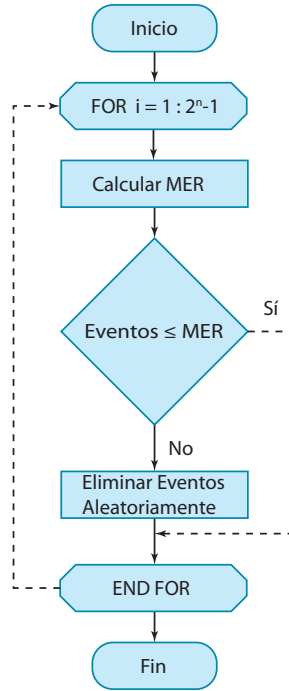 Inicio
FOR i = 1 : 2ⁿ-1
Calcular MER
Eventos ≤ MER
Sí
No
Eliminar Eventos
Aleatoriamente
END FOR
Fin